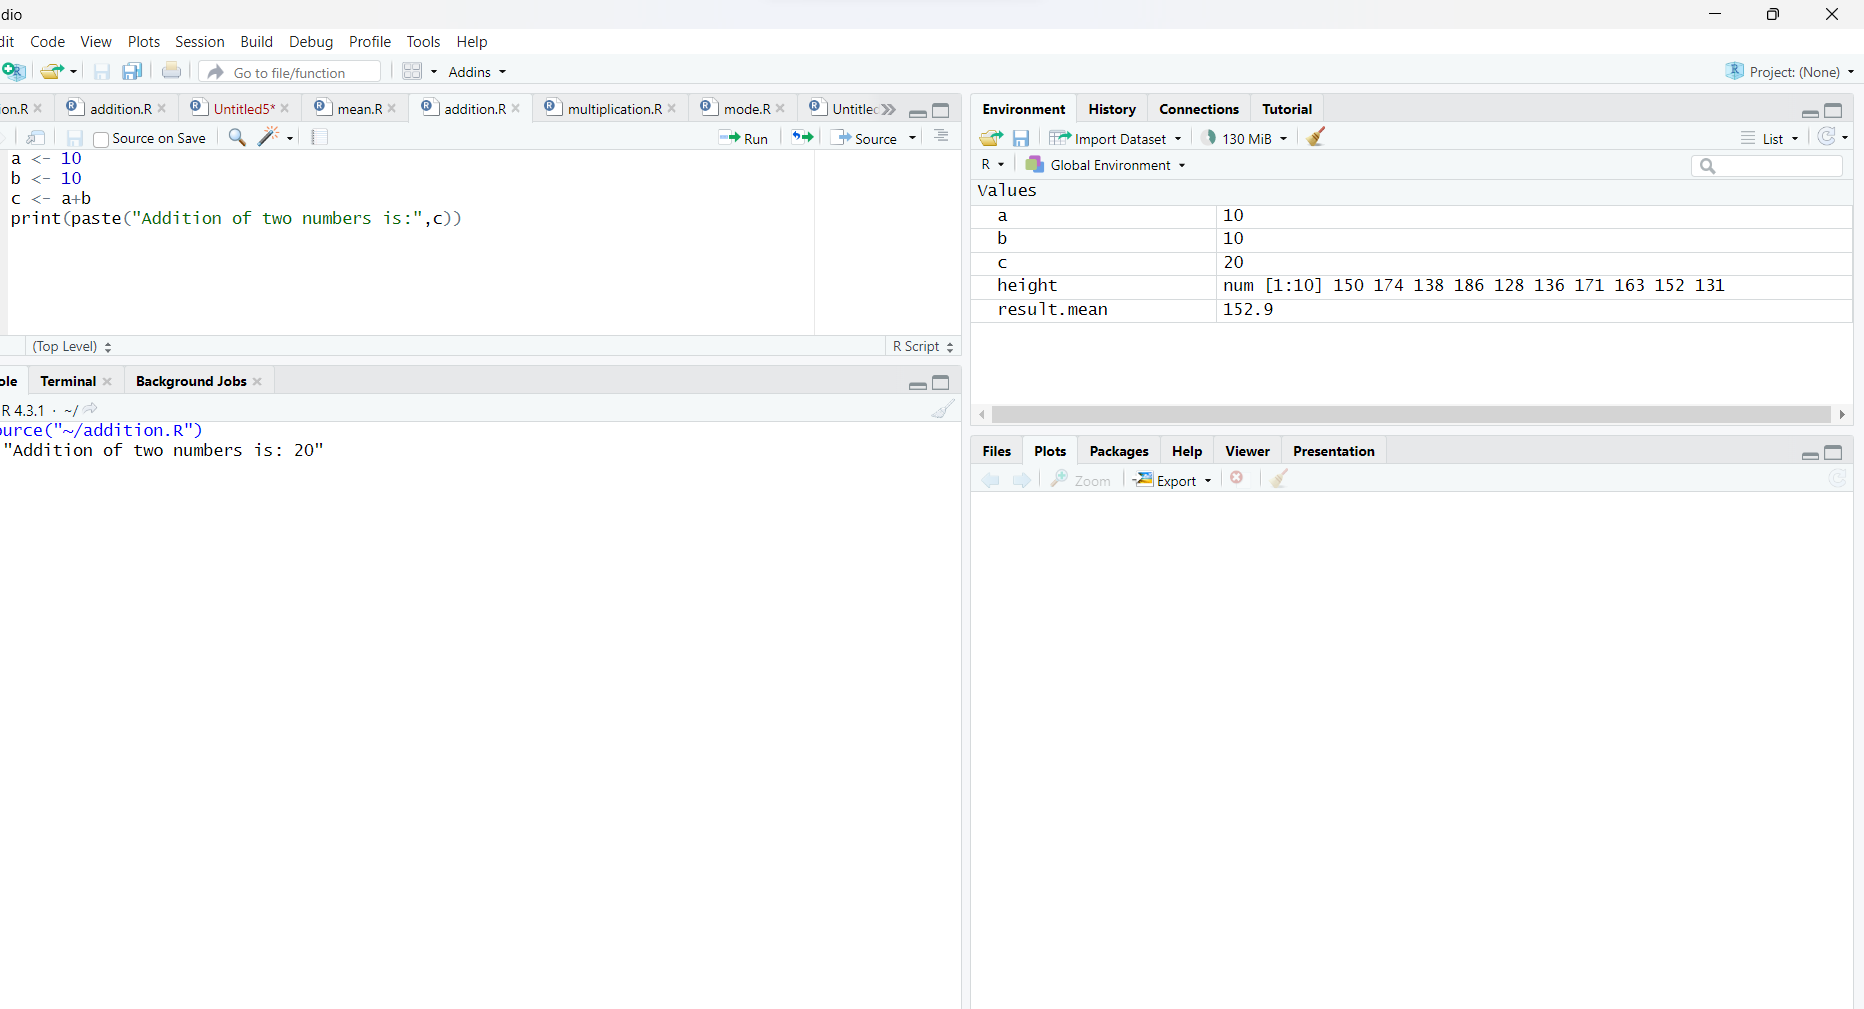 dio
dit Code View Plots Session Build Debug Profile Tools Help
Go to file/function Addins Project: (None)
ion.R addition.R Untitled5* mean.R addition.R multiplication.R mode.R Untitled
Source on Save Run Source
a <- 10
b <- 10
c <- a+b
print(paste("Addition of two numbers is:",c))
(Top Level) R Script
ole Terminal Background Jobs
R 4.3.1 · ~/
ource("~/addition.R")
"Addition of two numbers is: 20"
Environment History Connections Tutorial
Import Dataset 130 MiB List
R Global Environment
Values
a 10
b 10
c 20
height num [1:10] 150 174 138 186 128 136 171 163 152 131
result.mean 152.9
Files Plots Packages Help Viewer Presentation
Zoom Export